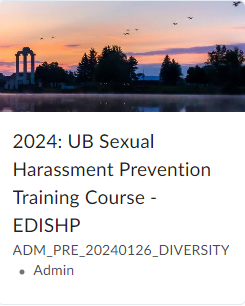 2024: UB Sexual
Harassment Prevention
Training Course -
EDISHP
ADM_PRE_20240126_DIVERSITY
• Admin